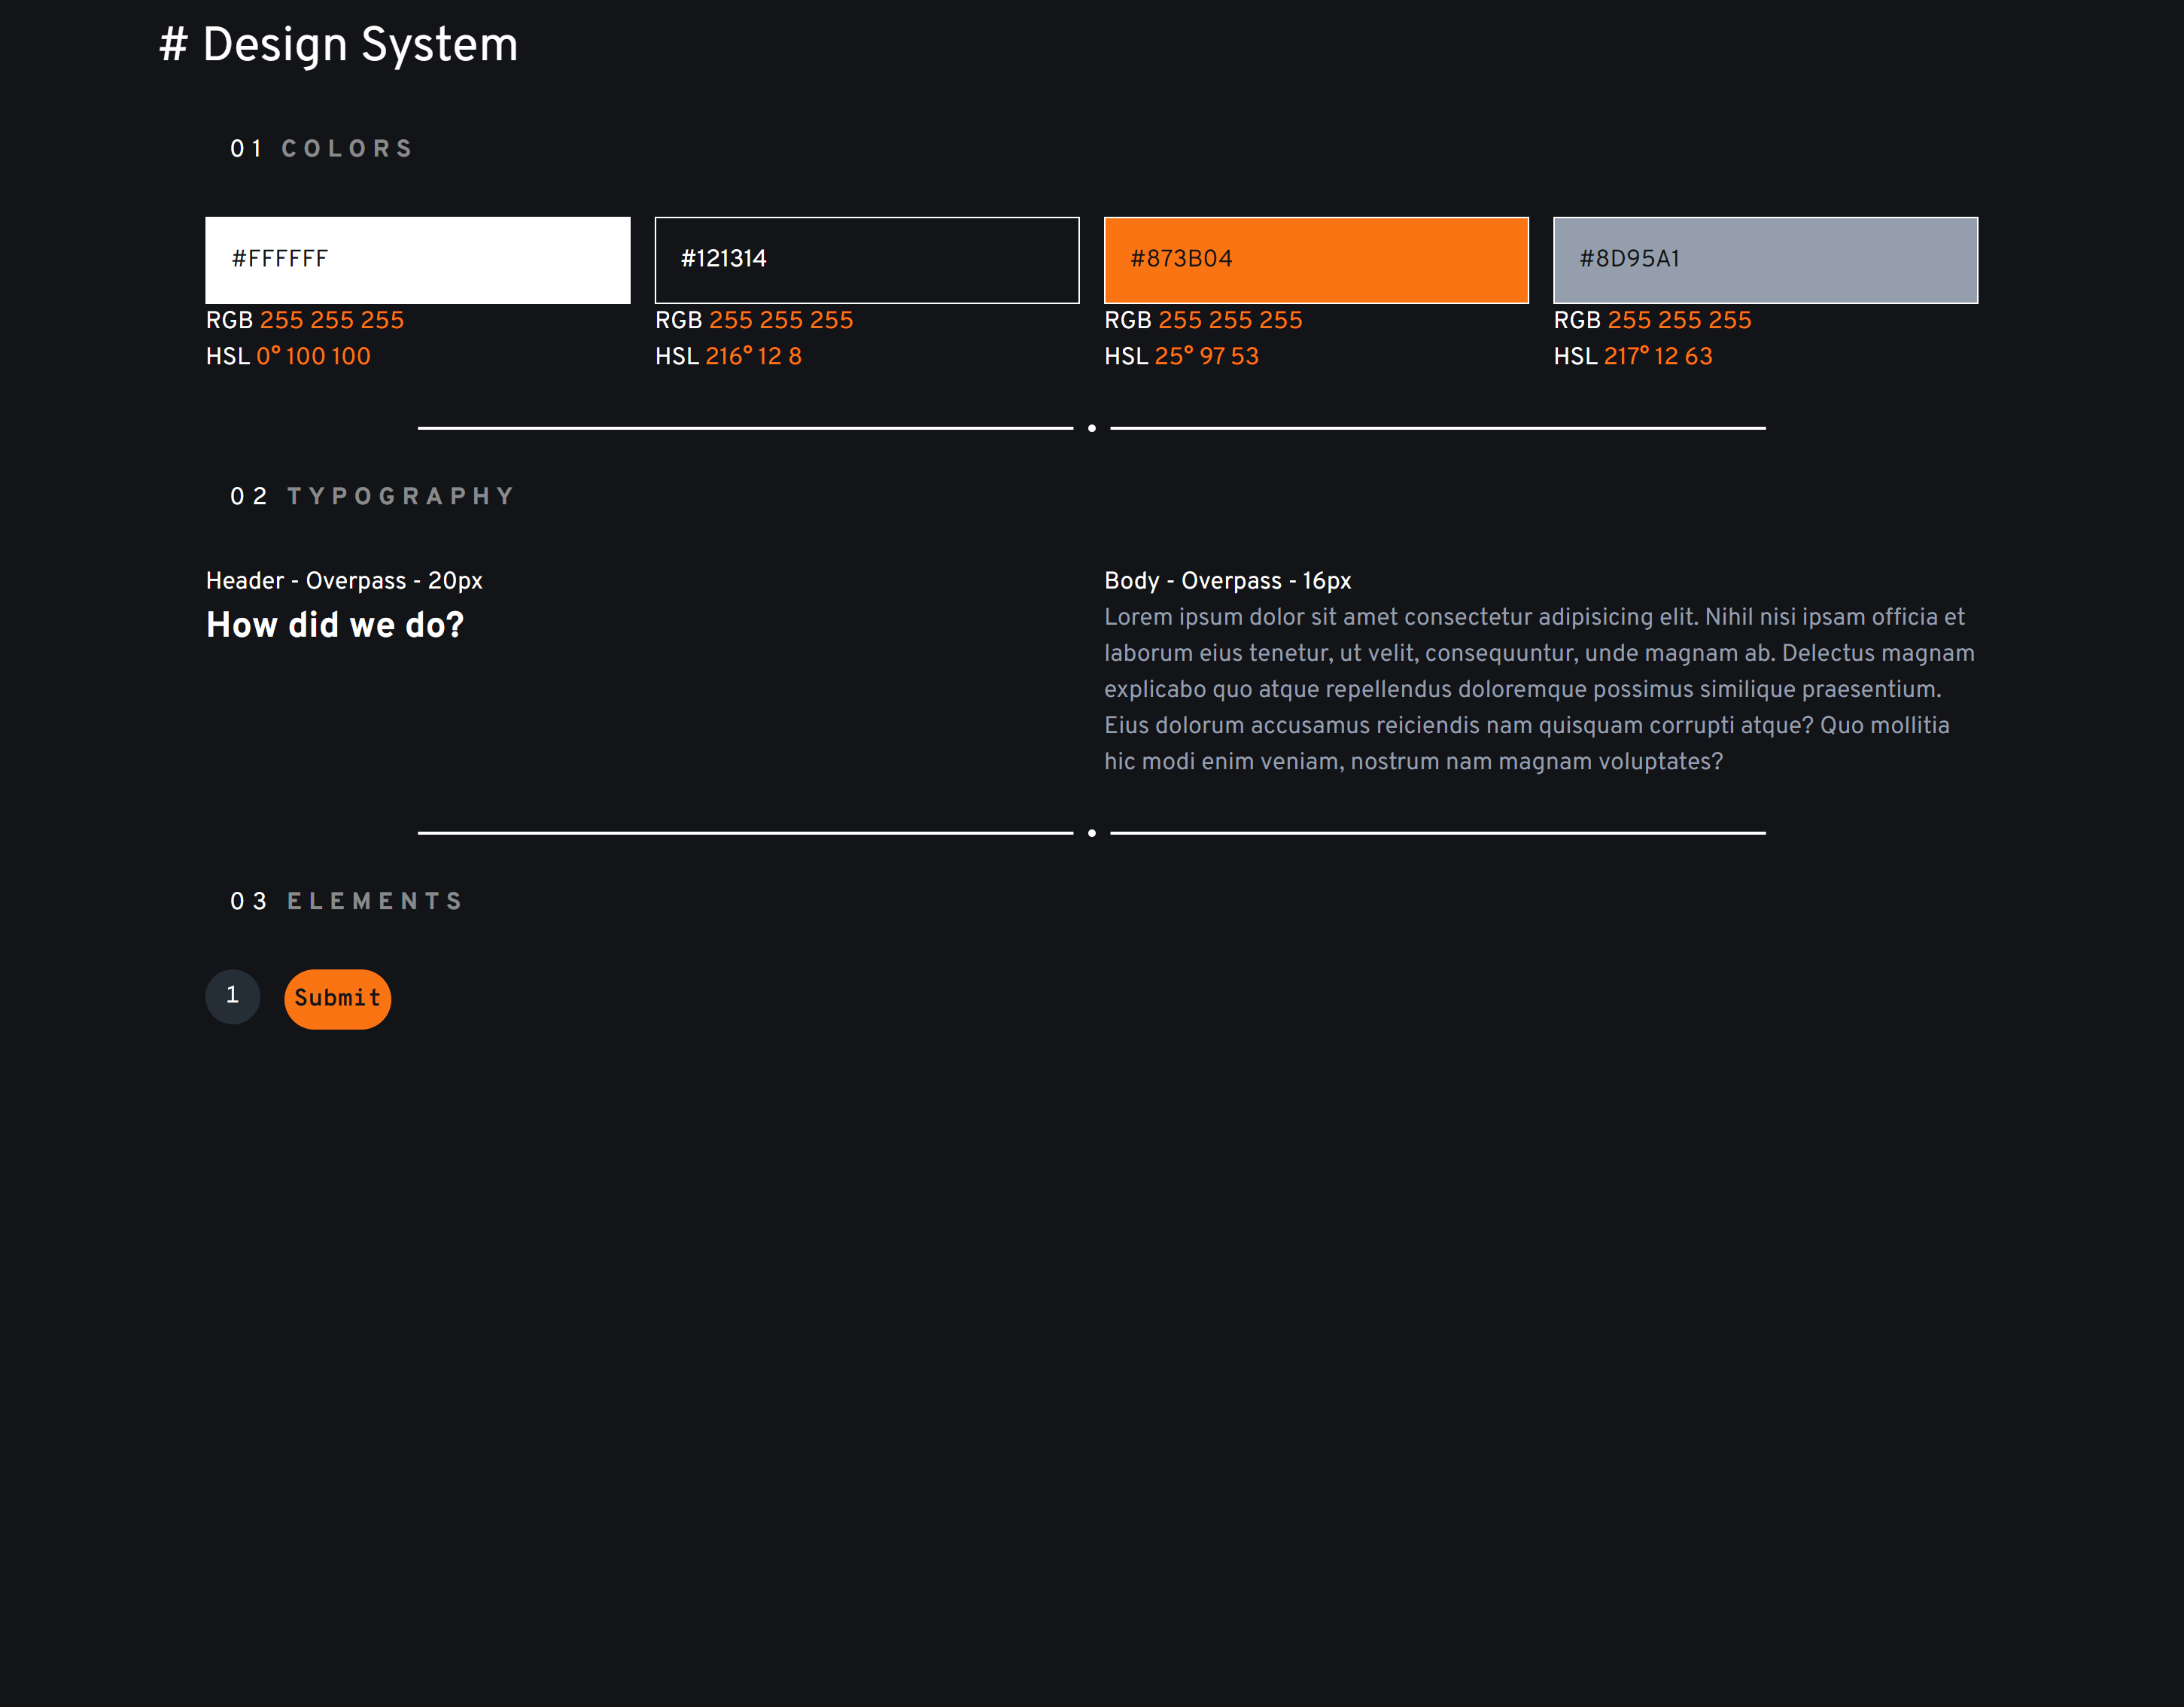 # Design System
01 COLORS
#FFFFFF
RGB 255 255 255
HSL 0° 100 100
#121314
RGB 255 255 255
HSL 216° 12 8
#873B04
RGB 255 255 255
HSL 25° 97 53
#8D95A1
RGB 255 255 255
HSL 217° 12 63
02 TYPOGRAPHY
Header - Overpass - 20px
How did we do?
Body - Overpass - 16px
Lorem ipsum dolor sit amet consectetur adipisicing elit. Nihil nisi ipsam officia et
laborum eius tenetur, ut velit, consequuntur, unde magnam ab. Delectus magnam
explicabo quo atque repellendus doloremque possimus similique praesentium.
Eius dolorum accusamus reiciendis nam quisquam corrupti atque? Quo mollitia
hic modi enim veniam, nostrum nam magnam voluptates?
03 ELEMENTS
1
Submit